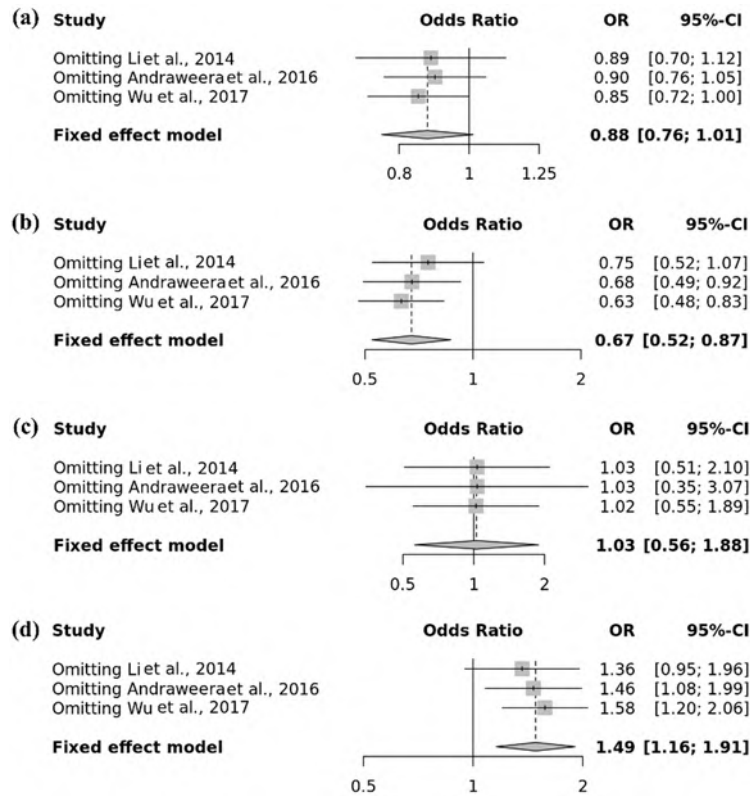 (a) Study Odds Ratio OR 95%-CI
Omitting Li et al., 2014 0.89 [0.70; 1.12]
Omitting Andraweera et al., 2016 0.90 [0.76; 1.05]
Omitting Wu et al., 2017 0.85 [0.72; 1.00]
Fixed effect model 0.88 [0.76; 1.01]
0.8 1 1.25
(b) Study Odds Ratio OR 95%-CI
Omitting Li et al., 2014 0.75 [0.52; 1.07]
Omitting Andraweera et al., 2016 0.68 [0.49; 0.92]
Omitting Wu et al., 2017 0.63 [0.48; 0.83]
Fixed effect model 0.67 [0.52; 0.87]
0.5 1 2
(c) Study Odds Ratio OR 95%-CI
Omitting Li et al., 2014 1.03 [0.51; 2.10]
Omitting Andraweera et al., 2016 1.03 [0.35; 3.07]
Omitting Wu et al., 2017 1.02 [0.55; 1.89]
Fixed effect model 1.03 [0.56; 1.88]
0.5 1 2
(d) Study Odds Ratio OR 95%-CI
Omitting Li et al., 2014 1.36 [0.95; 1.96]
Omitting Andraweera et al., 2016 1.46 [1.08; 1.99]
Omitting Wu et al., 2017 1.58 [1.20; 2.06]
Fixed effect model 1.49 [1.16; 1.91]
0.5 1 2